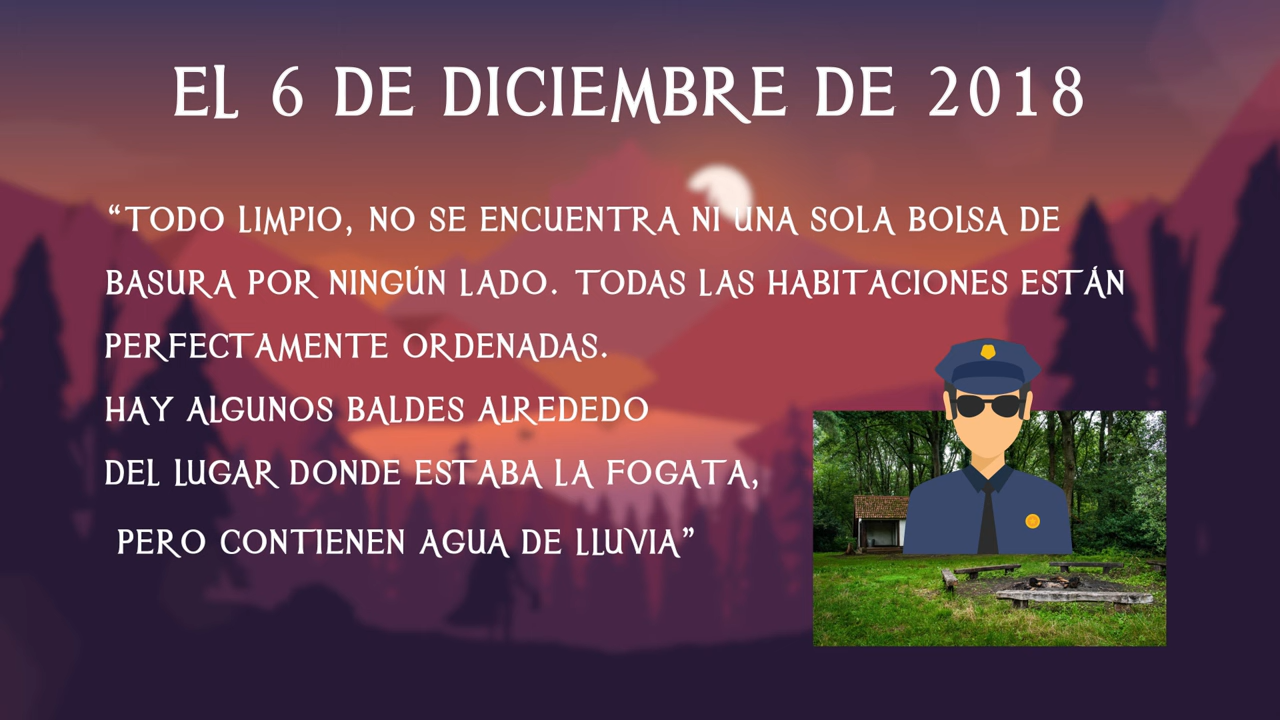 EL 6 DE DICIEMBRE DE 2018
“TODO LIMPIO, NO SE ENCUENTRA NI UNA SOLA BOLSA DE
BASURA POR NINGÚN LADO. TODAS LAS HABITACIONES ESTÁN
PERFECTAMENTE ORDENADAS.
HAY ALGUNOS BALDES ALREDEDO
DEL LUGAR DONDE ESTABA LA FOGATA,
PERO CONTIENEN AGUA DE LLUVIA”